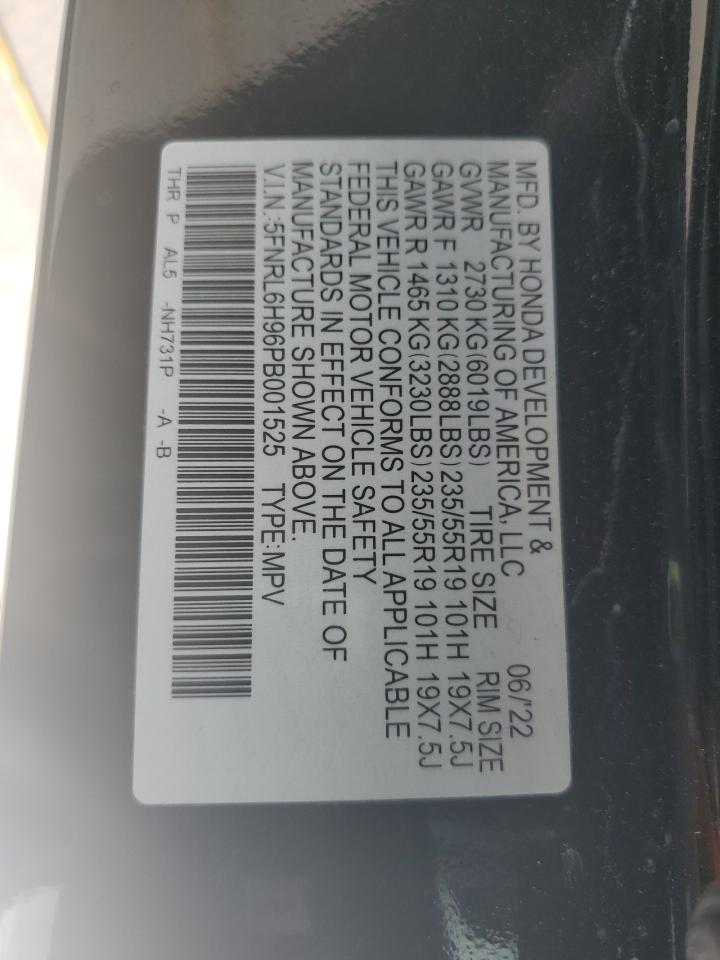 MFD. BY HONDA DEVELOPMENT &
MANUFACTURING OF AMERICA, LLC 06/'22
GVWR 2730 KG(6019LBS) TIRE SIZE RIM SIZE
GAWR F 1310 KG(2888LBS) 235/55R19 101H 19X7.5J
GAWR R 1465 KG(3230LBS) 235/55R19 101H 19X7.5J
THIS VEHICLE CONFORMS TO ALL APPLICABLE
FEDERAL MOTOR VEHICLE SAFETY
STANDARDS IN EFFECT ON THE DATE OF
MANUFACTURE SHOWN ABOVE.
V.I.N.:5FNRL6H96PB001525 TYPE:MPV
THR P AL5 -NH731P -A -B